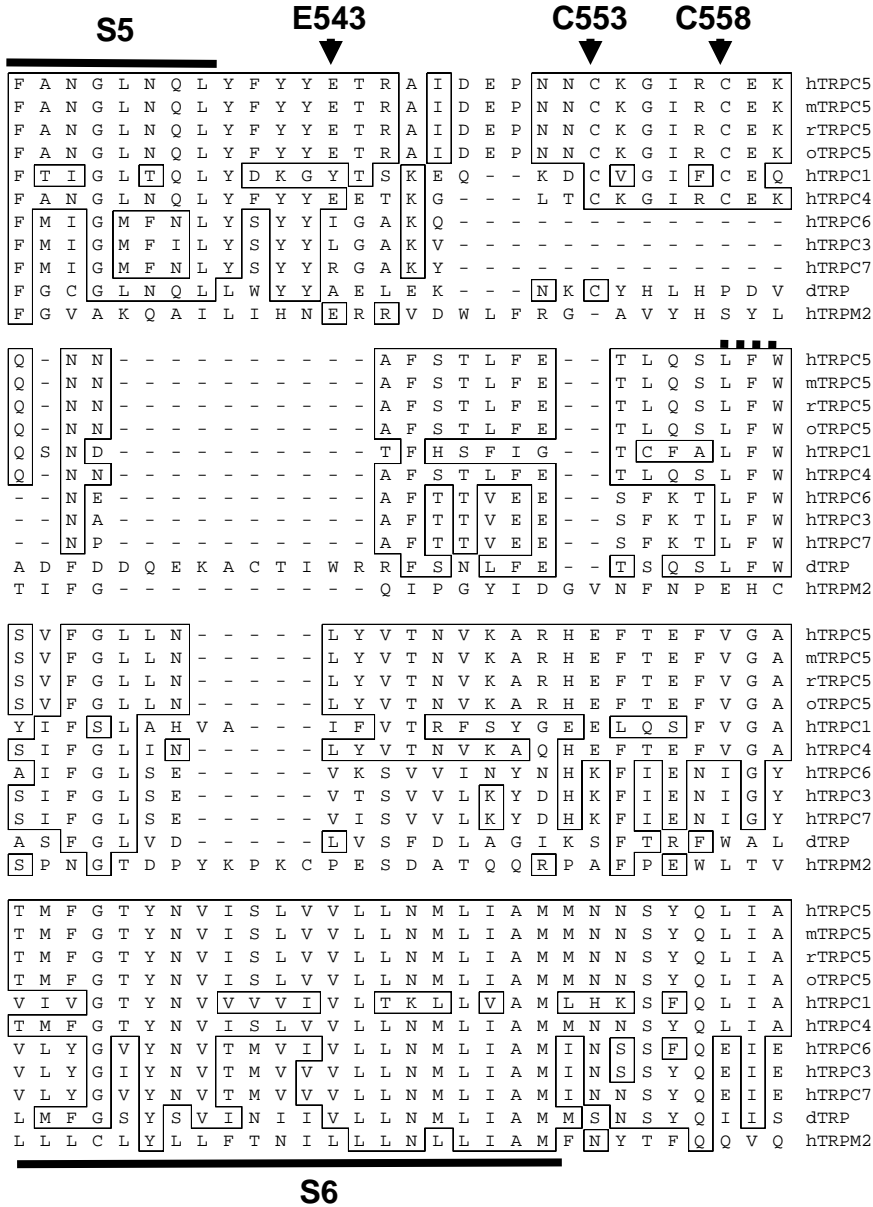 S5 E543 C553 C558
F A N G L N Q L Y F Y Y E T R A I D E P N N C K G I R C E K hTRPC5
F A N G L N Q L Y F Y Y E T R A I D E P N N C K G I R C E K mTRPC5
F A N G L N Q L Y F Y Y E T R A I D E P N N C K G I R C E K rTRPC5
F A N G L N Q L Y F Y Y E T R A I D E P N N C K G I R C E K oTRPC5
F T I G L T Q L Y D K G Y T S K E Q - K D C V G I F C E Q hTRPC1
F A N G L N Q L Y F Y Y E E T K G - - L T C K G I R C E K hTRPC4
F M I G M F N L Y S Y Y I G A K Q - - - - - - - - - - - - - hTRPC6
F M I G M F I L Y S Y Y L G A K V - - - - - - - - - - - - - hTRPC3
F M I G M F N L Y S Y Y R G A K Y - - - - - - - - - - - - - hTRPC7
F G C G L N Q L L W Y Y A E L E K - - - N K C Y H L H P D V dTRP
F G V A K Q A I L I H N E R R V D W L F R G - A V Y H S Y L hTRPM2
Q - N N - - - - - - - - - - A F S T L F E - - T L Q S L F W hTRPC5
Q - N N - - - - - - - - - - A F S T L F E - - T L Q S L F W mTRPC5
Q - N N - - - - - - - - - - A F S T L F E - - T L Q S L F W rTRPC5
Q - N N - - - - - - - - - - A F S T L F E - - T L Q S L F W oTRPC5
Q S N D - - - - - - - - - - T F H S F I G - - T C F A L F W hTRPC1
Q - N N - - - - - - - - - - A F S T L F E - - T L Q S L F W hTRPC4
- - N E - - - - - - - - - - A F T T V E E - - S F K T L F W hTRPC6
- - N A - - - - - - - - - - A F T T V E E - - S F K T L F W hTRPC3
- - N P - - - - - - - - - - A F T T V E E - - S F K T L F W hTRPC7
A D F D D Q E K A C T I W R R F S N L F E - - T S Q S L F W dTRP
T I F G - - - - - - - - - - Q I P G Y I D G V N F N P E H C hTRPM2
S V F G L L N - - - - - L Y V T N V K A R H E F T E F V G A hTRPC5
S V F G L L N - - - - - L Y V T N V K A R H E F T E F V G A mTRPC5
S V F G L L N - - - - - L Y V T N V K A R H E F T E F V G A rTRPC5
S V F G L L N - - - - - L Y V T N V K A R H E F T E F V G A oTRPC5
Y I F S L A H V A - - - I F V T R F S Y G E E L Q S F V G A hTRPC1
S I F G L I N - - - - - L Y V T N V K A Q H E F T E F V G A hTRPC4
A I F G L S E - - - - - V K S V V I N Y N H K F I E N I G Y hTRPC6
S I F G L S E - - - - - V T S V V L K Y D H K F I E N I G Y hTRPC3
S I F G L S E - - - - - V I S V V L K Y D H K F I E N I G Y hTRPC7
A S F G L V D - - - - - L V S F D L A G I K S F T R F W A L dTRP
S P N G T D P Y K P K C P E S D A T Q Q R P A F P E W L T V hTRPM2
T M F G T Y N V I S L V V L L N M L I A M M N N S Y Q L I A hTRPC5
T M F G T Y N V I S L V V L L N M L I A M M N N S Y Q L I A mTRPC5
T M F G T Y N V I S L V V L L N M L I A M M N N S Y Q L I A rTRPC5
T M F G T Y N V I S L V V L L N M L I A M M N N S Y Q L I A oTRPC5
V I V G T Y N V V V V I V L T K L L V A M L H K S F Q L I A hTRPC1
T M F G T Y N V I S L V V L L N M L I A M M N N S Y Q L I A hTRPC4
V L Y G V Y N V T M V I V L L N M L I A M I N S S F Q E I E hTRPC6
V L Y G I Y N V T M V V V L L N M L I A M I N S S Y Q E I E hTRPC3
V L Y G V Y N V T M V V V L L N M L I A M I N N S Y Q E I E hTRPC7
L M F G S Y S V I N I I V L L N M L I A M M S N S Y Q I I S dTRP
L L L C L Y L L F T N I L L L N L L I A M F N Y T F Q Q V Q hTRPM2
S6